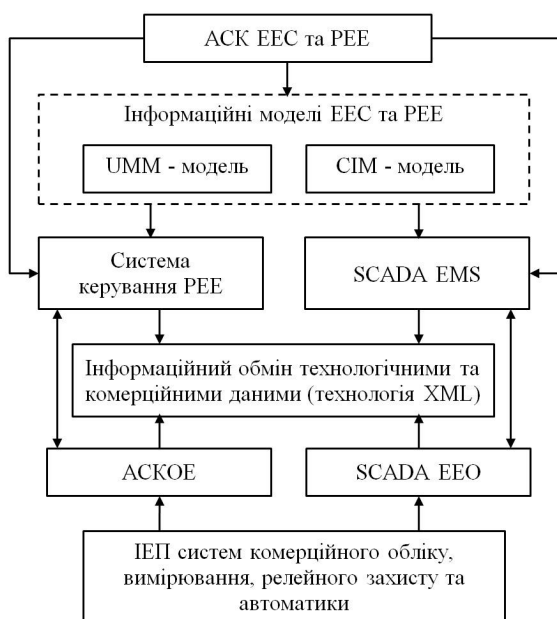 АСК ЕЕС та РЕЕ
Інформаційні моделі ЕЕС та РЕЕ
UMM - модель
CIM - модель
Система
керування РЕЕ
SCADA EMS
Інформаційний обмін технологічними та
комерційними даними (технологія XML)
АСКОЕ
SCADA ЕЕО
ІЕП систем комерційного обліку,
вимірювання, релейного захисту та
автоматики